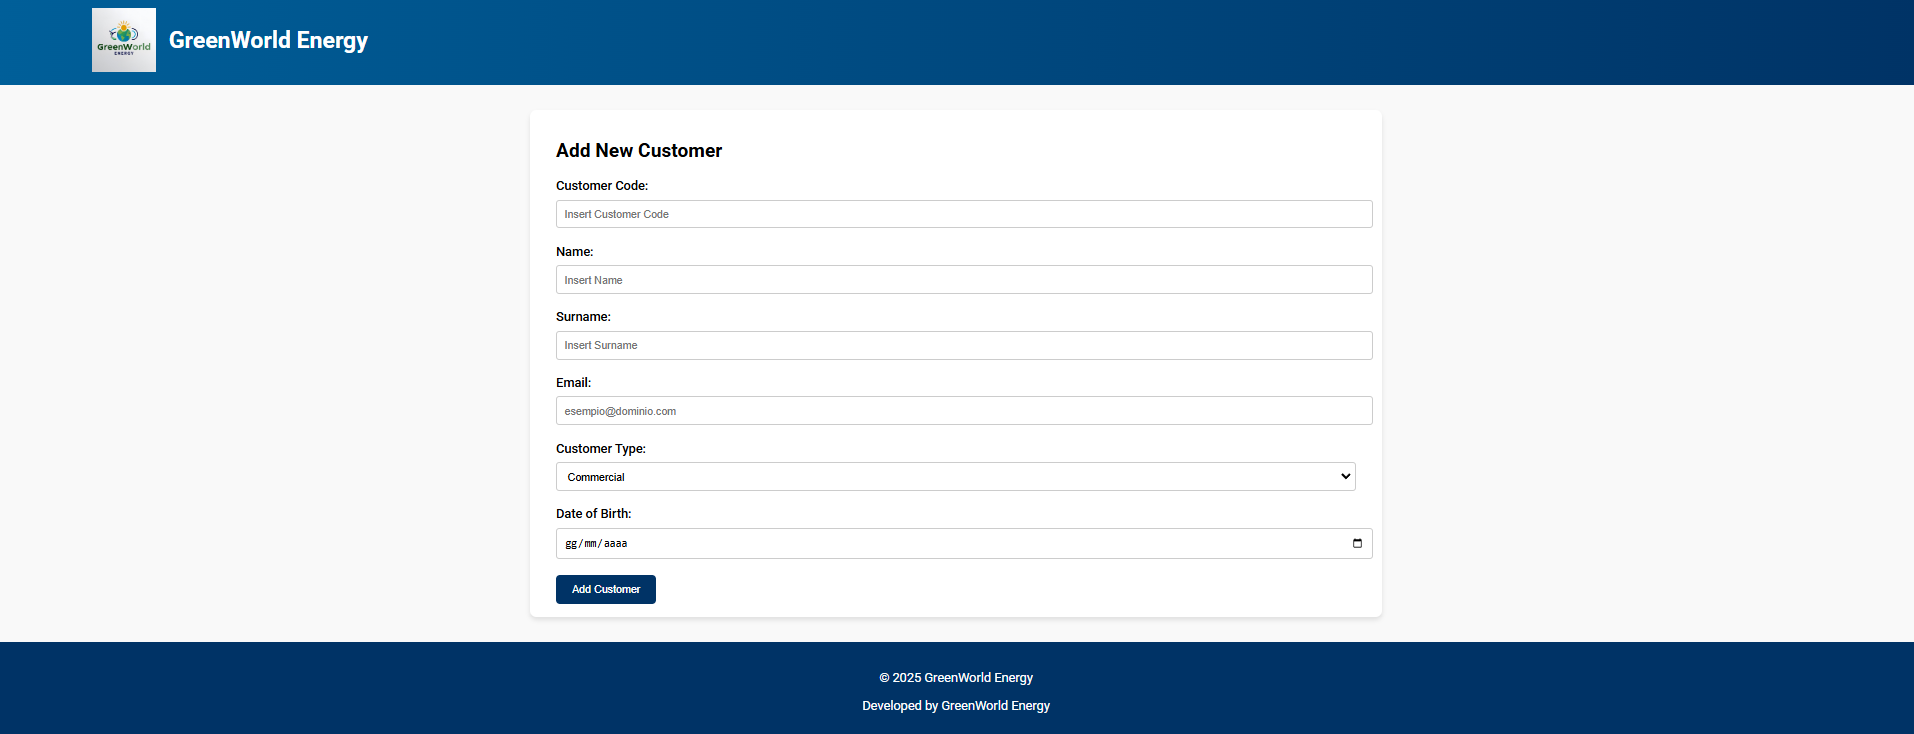 GreenWorld
ENERGY
GreenWorld Energy
Add New Customer
Customer Code:
Insert Customer Code
Name:
Insert Name
Surname:
Insert Surname
Email:
esempio@dominio.com
Customer Type:
Commercial
Date of Birth:
gg/mm/aaaa
Add Customer
© 2025 GreenWorld Energy
Developed by GreenWorld Energy